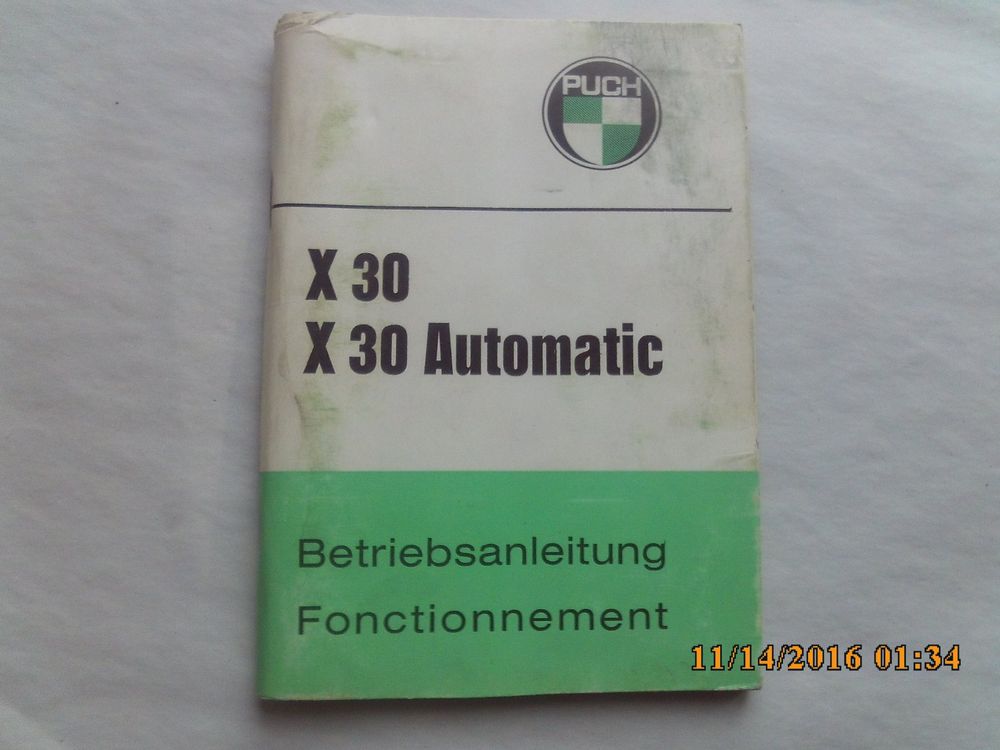 PUCH
X 30
X 30 Automatic
Betriebsanleitung
Fonctionnement
11/14/2016 01:34